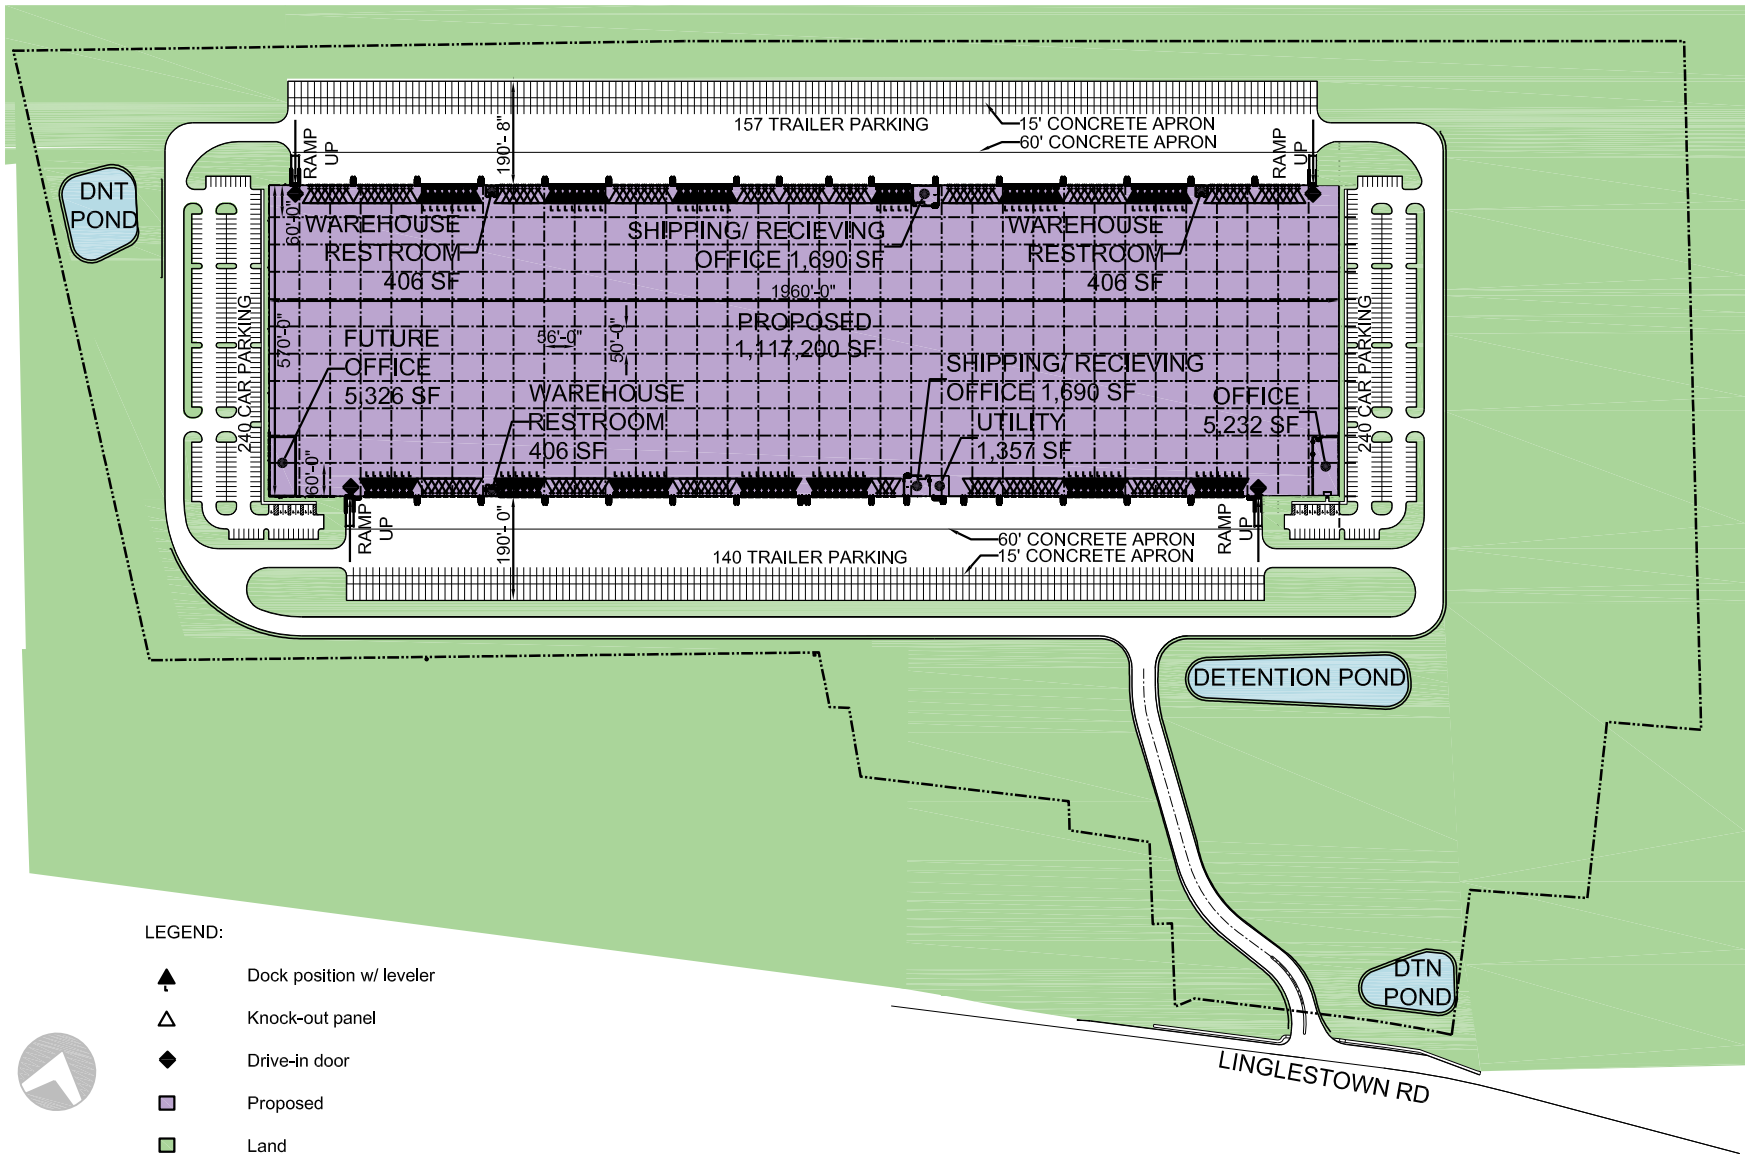 157 TRAILER PARKING
15' CONCRETE APRON
60' CONCRETE APRON
190'- 8"
RAMP
UP
RAMP
UP
DNT
POND
60'-0"
WAREHOUSE
RESTROOM
406 SF
SHIPPING/ RECIEVING
OFFICE 1,690 SF
WAREHOUSE
RESTROOM
406 SF
1960'-0"
PROPOSED
1,117,200 SF
240 CAR PARKING
570'-0"
FUTURE
OFFICE
5,326 SF
56'-0"
50'-0"
240 CAR PARKING
WAREHOUSE
RESTROOM
406 SF
SHIPPING/ RECIEVING
OFFICE 1,690 SF
UTILITY
1,357 SF
OFFICE
5,232 SF
60'-0"
RAMP
UP
190'- 0"
RAMP
UP
60' CONCRETE APRON
15' CONCRETE APRON
140 TRAILER PARKING
DETENTION POND
DTN
POND
LINGLESTOWN RD
LEGEND:
Dock position w/ leveler
Knock-out panel
Drive-in door
Proposed
Land